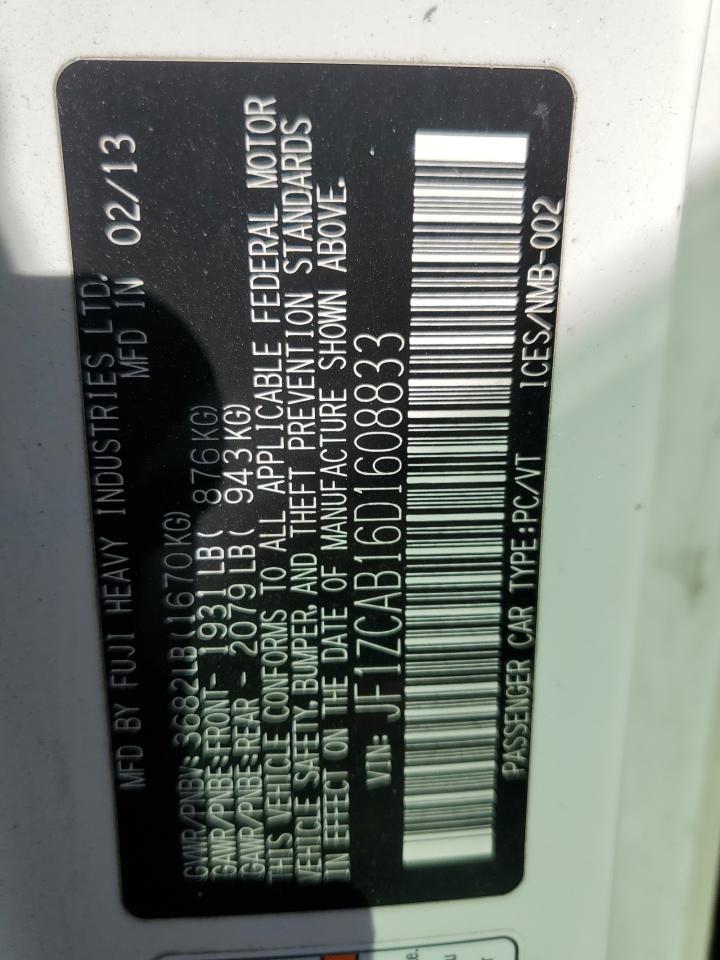 MFD BY FUJI HEAVY INDUSTRIES LTD.
MFD IN 02/13
GVWR/PNBV: 3682LB(1670KG)
GAWR/PNBE:FRONT- 1931LB( 876KG)
GAWR/PNBE:REAR - 2079LB( 943KG)
THIS VEHICLE CONFORMS TO ALL APPLICABLE FEDERAL MOTOR
VEHICLE SAFETY, BUMPER, AND THEFT PREVENTION STANDARDS
IN EFFECT ON THE DATE OF MANUFACTURE SHOWN ABOVE.
VIN: JF1ZCAB16D1608833
PASSENGER CAR TYPE:PC/VT ICES/NMB-002